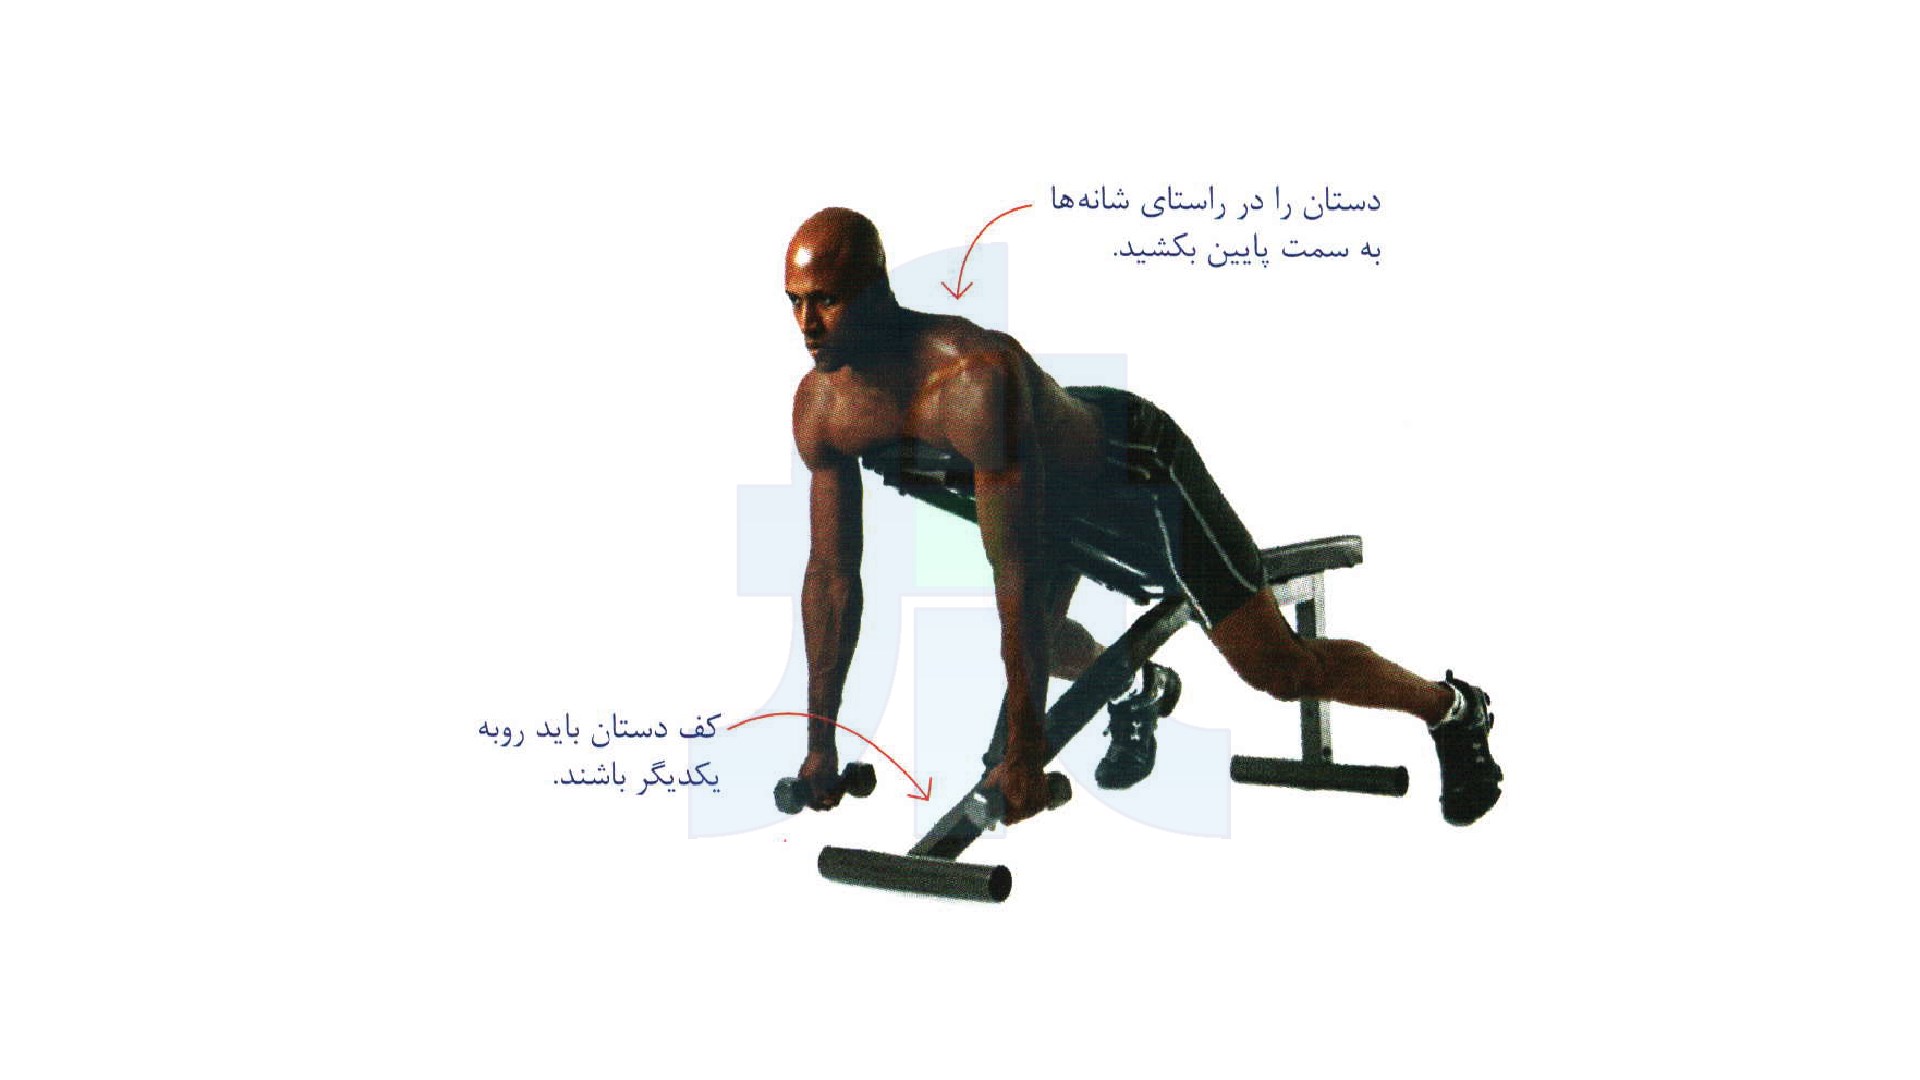 دستان را در راستای شانه‌ها
به سمت پایین بکشید.
کف دستان باید روبه
یکدیگر باشند.